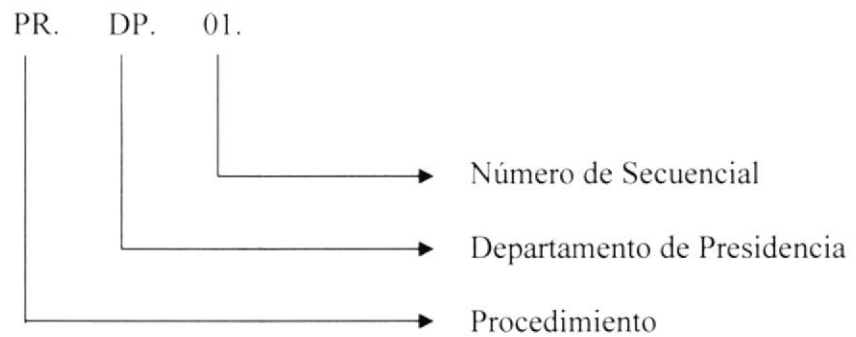 PR. DP. 01.
Número de Secuencial
Departamento de Presidencia
Procedimiento